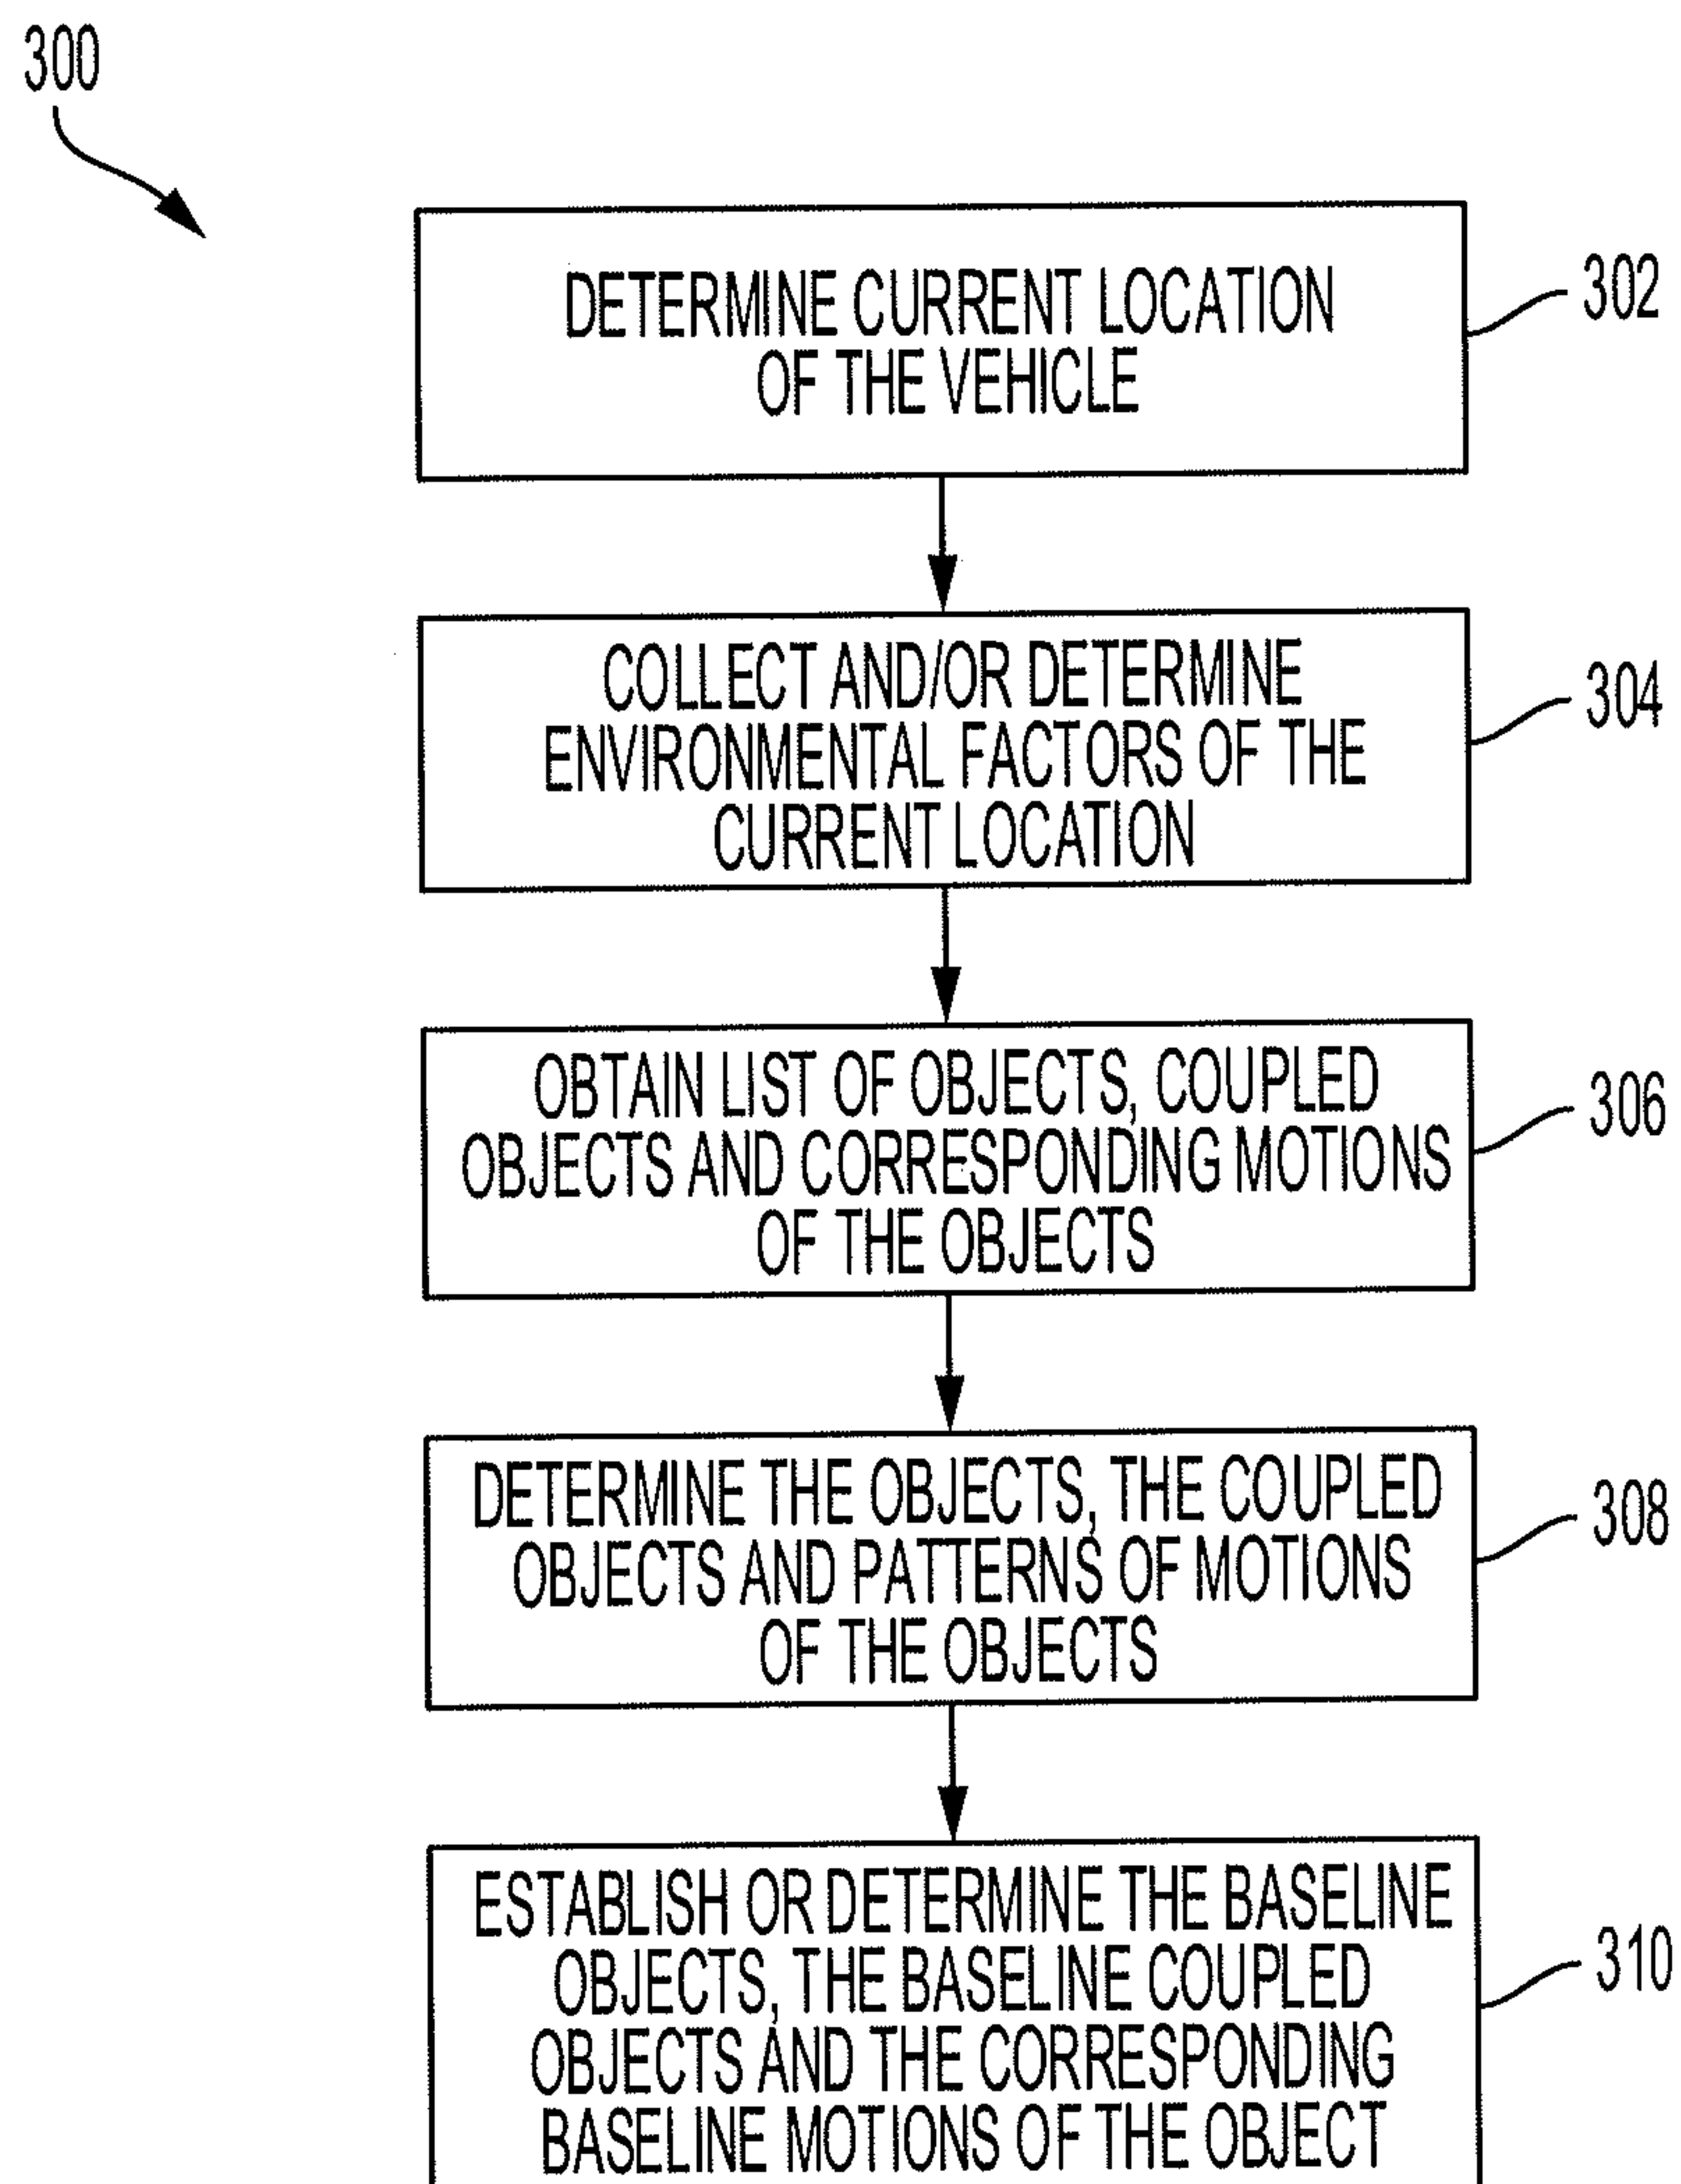 300
DETERMINE CURRENT LOCATION
OF THE VEHICLE
302
COLLECT AND/OR DETERMINE
ENVIRONMENTAL FACTORS OF THE
CURRENT LOCATION
304
OBTAIN LIST OF OBJECTS, COUPLED
OBJECTS AND CORRESPONDING MOTIONS
OF THE OBJECTS
306
DETERMINE THE OBJECTS, THE COUPLED
OBJECTS AND PATTERNS OF MOTIONS
OF THE OBJECTS
308
ESTABLISH OR DETERMINE THE BASELINE
OBJECTS, THE BASELINE COUPLED
OBJECTS AND THE CORRESPONDING
BASELINE MOTIONS OF THE OBJECT
310